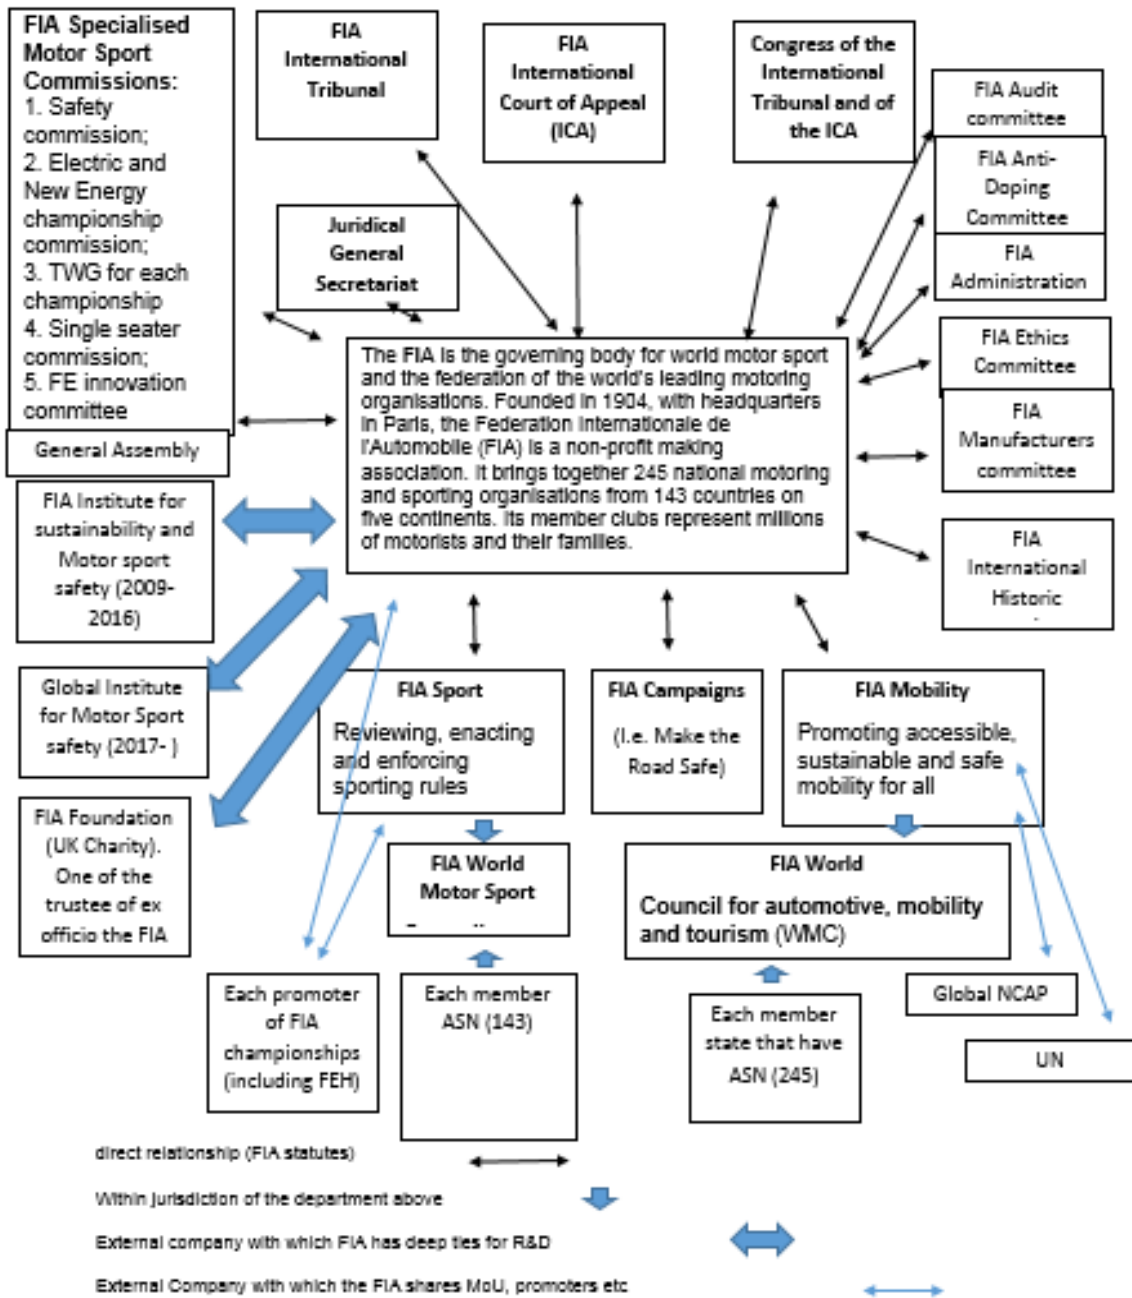 FIA Specialised
Motor Sport
Commissions:
1. Safety
commission;
2. Electric and
New Energy
championship
commission;
3. TWG for each
championship
4. Single seater
commission;
5. FE innovation
committee
General Assembly
FIA
International
Tribunal
FIA
International
Court of Appeal
(ICA)
Congress of the
International
Tribunal and of
the ICA
FIA Audit
committee
FIA Anti-
Doping
Committee
FIA
Administration
Juridical
General
Secretariat
FIA Ethics
Committee
FIA
Manufacturers
committee
FIA
International
Historic
The FIA is the governing body for world motor sport
and the federation of the world's leading motoring
organisations. Founded in 1904, with headquarters
in Paris, the Federation Internationale de
l'Automobile (FIA) is a non-profit making
association. It brings together 245 national motoring
and sporting organisations from 143 countries on
five continents. Its member clubs represent millions
of motorists and their families.
FIA Institute for
sustainability and
Motor sport
safety (2009-
2016)
Global Institute
for Motor Sport
safety (2017- )
FIA Foundation
(UK Charity).
One of the
trustee of ex
officio the FIA
FIA Sport
Reviewing, enacting
and enforcing
sporting rules
FIA Campaigns
(I.e. Make the
Road Safe)
FIA Mobility
Promoting accessible,
sustainable and safe
mobility for all
FIA World
Motor Sport
FIA World
Council for automotive, mobility
and tourism (WMC)
Each promoter
of FIA
championships
(including FEH)
Each member
ASN (143)
Each member
state that have
ASN (245)
Global NCAP
UN
direct relationship (FIA statutes)
Within jurisdiction of the department above
External company with which FIA has deep ties for R&D
External Company with which the FIA shares MoU, promoters etc